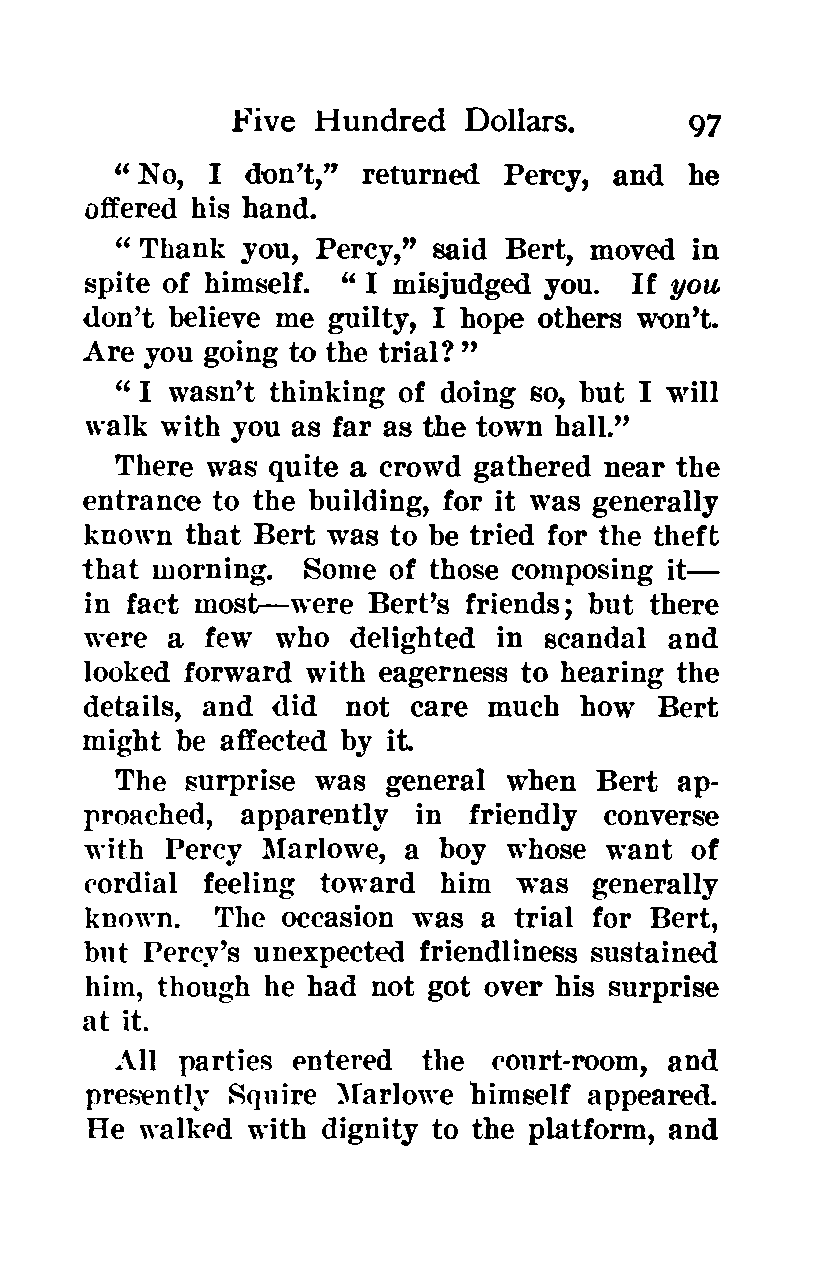 Five Hundred Dollars. 97
“ No, I don’t,” returned Percy, and he
offered his hand.
“ Thank you, Percy,” said Bert, moved in
spite of himself. “ I misjudged you. If you
don’t believe me guilty, I hope others won’t.
Are you going to the trial? ”
“ I wasn’t thinking of doing so, but I will
walk with you as far as the town hall.”
There was quite a crowd gathered near the
entrance to the building, for it was generally
known that Bert was to be tried for the theft
that morning. Some of those composing it—
in fact most—were Bert’s friends; but there
were a few who delighted in scandal and
looked forward with eagerness to hearing the
details, and did not care much how Bert
might be affected by it.
The surprise was general when Bert ap-
proached, apparently in friendly converse
with Percy Marlowe, a boy whose want of
cordial feeling toward him was generally
known. The occasion was a trial for Bert,
but Percy’s unexpected friendliness sustained
him, though he had not got over his surprise
at it.
All parties entered the court-room, and
presently Squire Marlowe himself appeared.
He walked with dignity to the platform, and